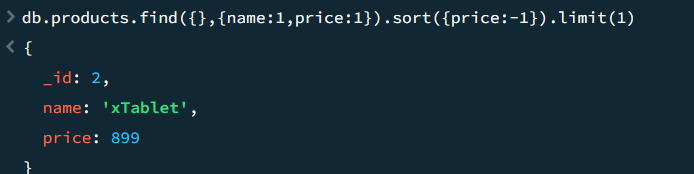 > db.products.find({},{name:1,price:1}).sort({price:-1}).limit(1)
< {
_id: 2,
name: 'xTablet',
price: 899
}